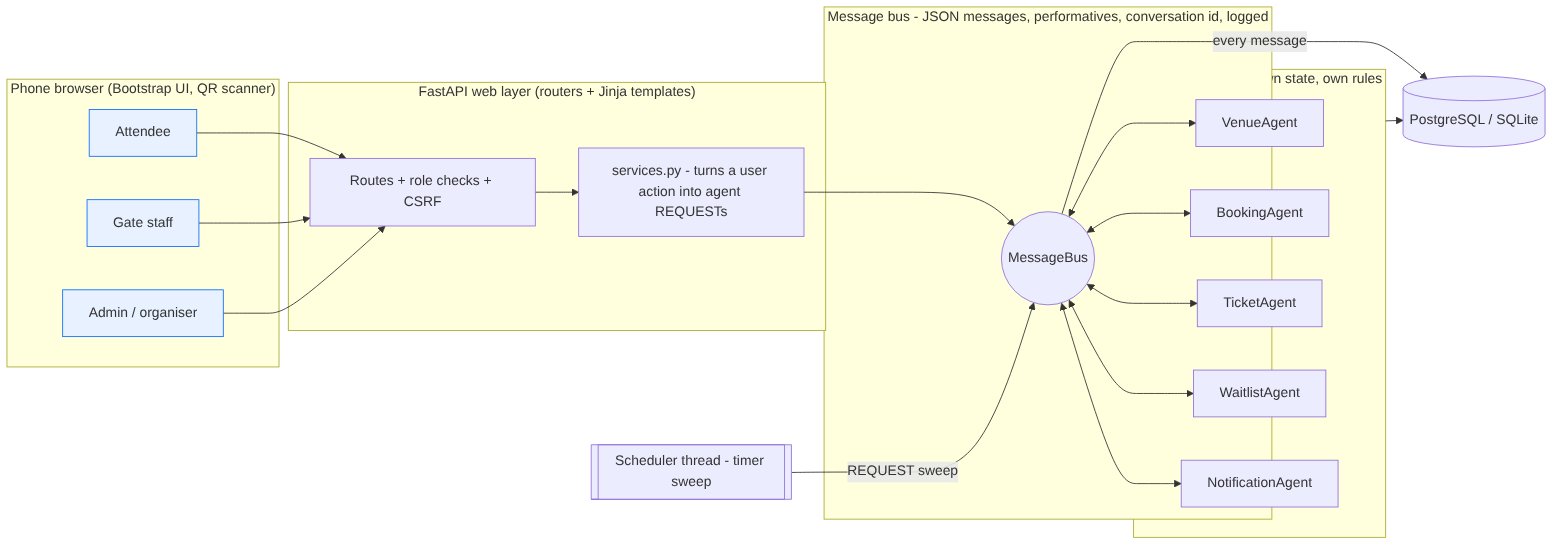 Message bus - JSON messages, performatives, conversation id, logged
every message
Phone browser (Bootstrap UI, QR scanner)
FastAPI web layer (routers + Jinja templates)
state, own rules
PostgreSQL / SQLite
Attendee
Gate staff
Admin / organiser
Routes + role checks +
CSRF
services.py - turns a user
action into agent
REQUESTs
MessageBus
VenueAgent
BookingAgent
TicketAgent
WaitlistAgent
NotificationAgent
Scheduler thread - timer
sweep
REQUEST sweep